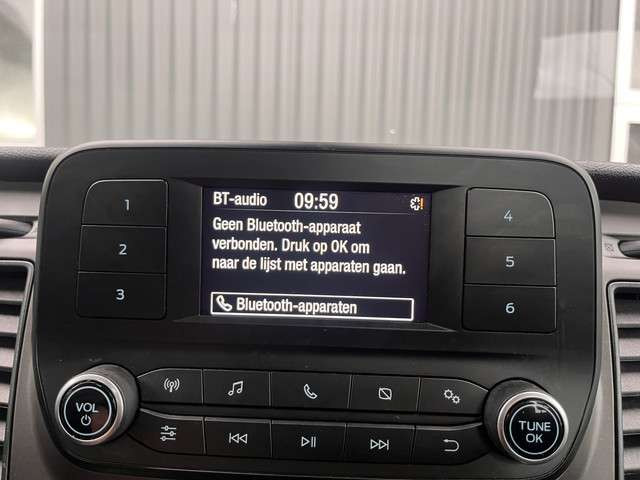 BT-audio 09:59
Geen Bluetooth-apparaat
verbonden. Druk op OK om
naar de lijst met apparaten gaan.
Bluetooth-apparaten
1
2
3
4
5
6
VOL
TUNE
OK